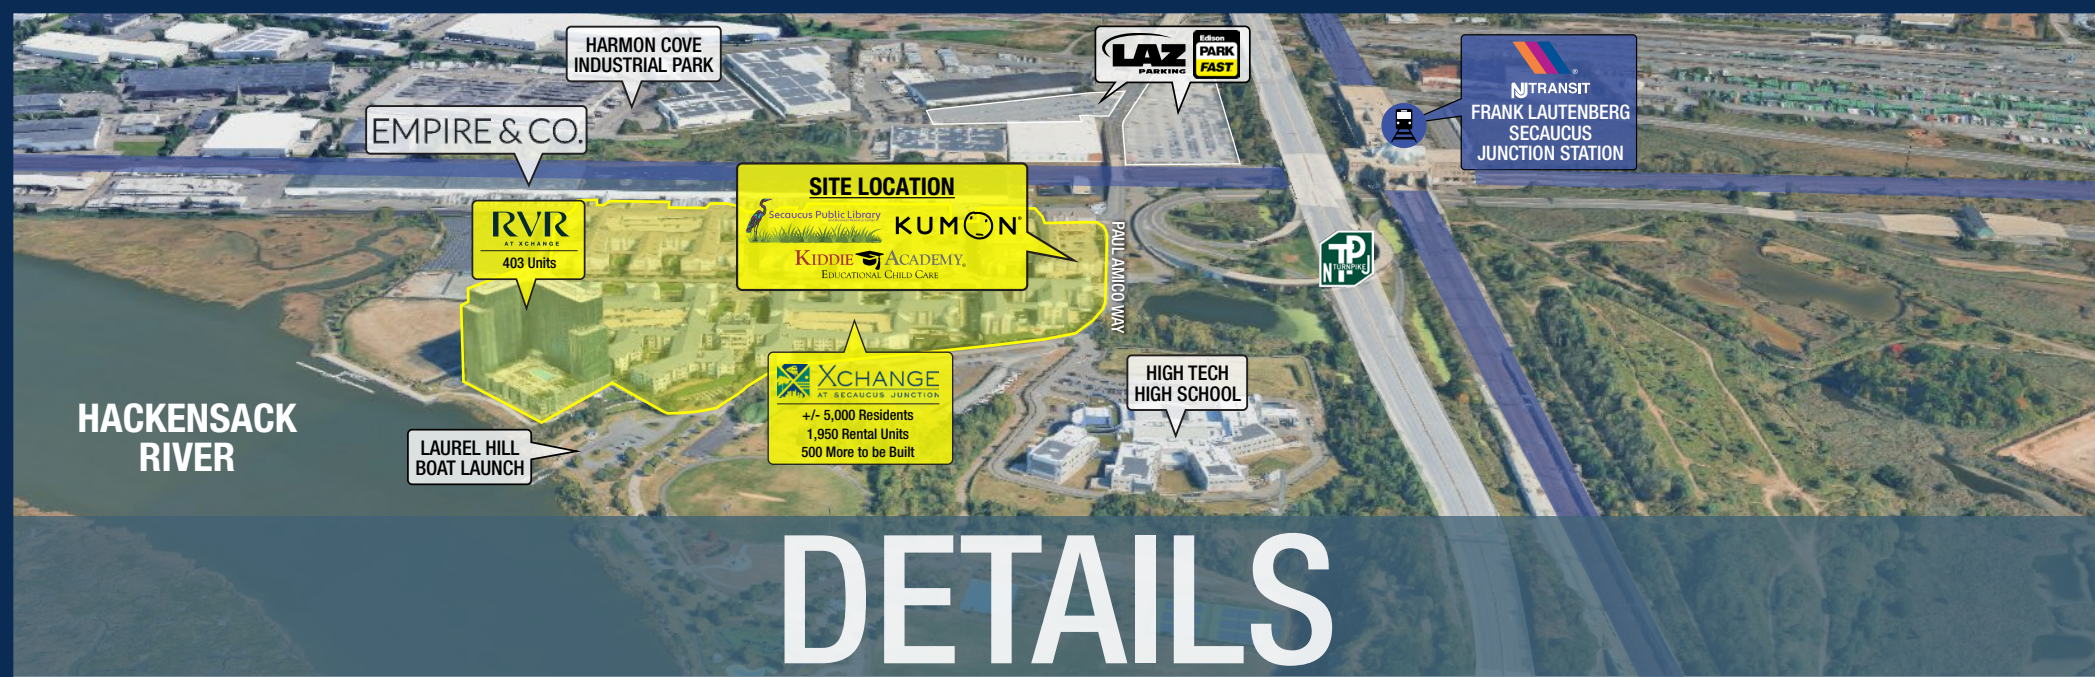 HARMON COVE
INDUSTRIAL PARK
LAZ
PARKING
Edison
PARK
FAST
NJ TRANSIT
FRANK LAUTENBERG
SECAUCUS
JUNCTION STATION
EMPIRE & CO.
SITE LOCATION
Secaucus Public Library
KUMON
KIDDIE ACADEMY
EDUCATIONAL CHILD CARE
RVR
AT XCHANGE
403 Units
PAUL AMICO WAY
NJTP
TURNPIKE
XCHANGE
AT SECAUCUS JUNCTION
+/- 5,000 Residents
1,950 Rental Units
500 More to be Built
HIGH TECH
HIGH SCHOOL
HACKENSACK
RIVER
LAUREL HILL
BOAT LAUNCH
DETAILS